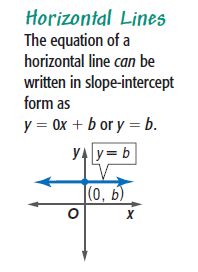 Horizontal Lines
The equation of a
horizontal line can be
written in slope-intercept
form as
y = 0x + b or y = b.
y
y = b
(0, b)
O
x